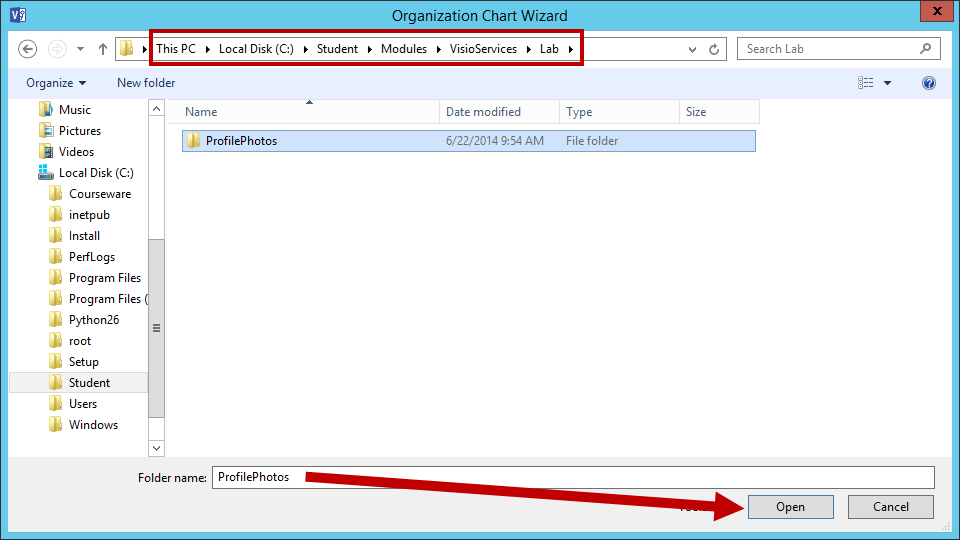 Organization Chart Wizard
This PC Local Disk (C:) Student Modules VisioServices Lab Search Lab
Organize New folder
Name Date modified Type Size
Music
Pictures
Videos
Local Disk (C:)
Courseware
inetpub
Install
PerfLogs
Program Files
Program Files (
Python26
root
Setup
Student
Users
Windows
ProfilePhotos 6/22/2014 9:54 AM File folder
Folder name: ProfilePhotos
Open Cancel